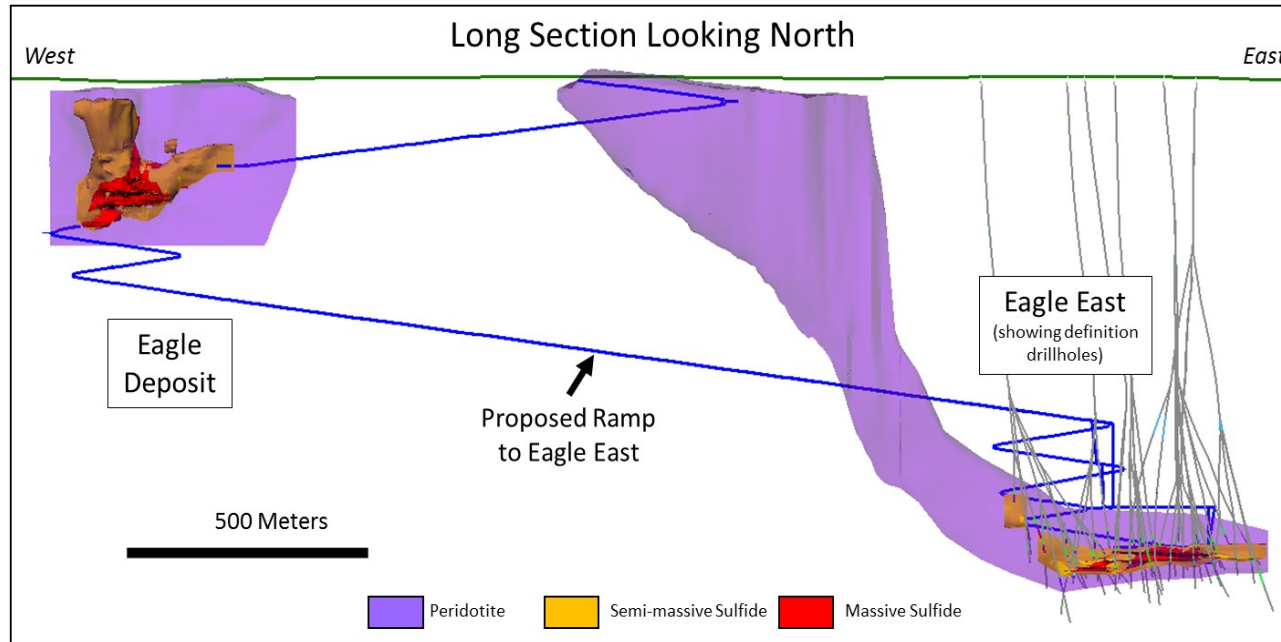 Long Section Looking North
West
East
Eagle
Deposit
Eagle East
(showing definition
drillholes)
Proposed Ramp
to Eagle East
500 Meters
Peridotite
Semi-massive Sulfide
Massive Sulfide